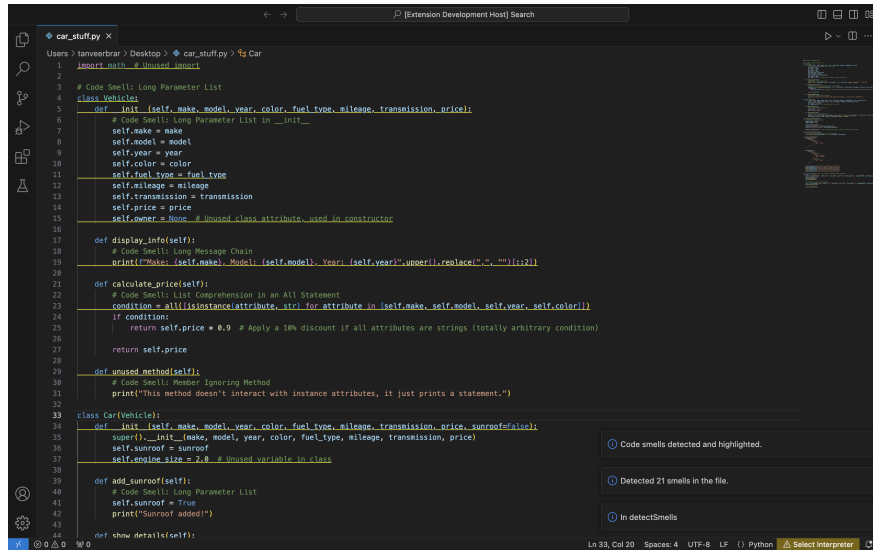 [Extension Development Host] Search
car_stuff.py
Users > tanveerbrar > Desktop > car_stuff.py > Car
1 import math  # Unused import
2
3 # Code Smell: Long Parameter List
4 class Vehicle:
5     def __init__(self, make, model, year, color, fuel_type, mileage, transmission, price):
6         # Code Smell: Long Parameter List in __init__
7         self.make = make
8         self.model = model
9         self.year = year
10         self.color = color
11         self.fuel_type = fuel_type
12         self.mileage = mileage
13         self.transmission = transmission
14         self.price = price
15         self.owner = None  # Unused class attribute, used in constructor
16
17     def display_info(self):
18         # Code Smell: Long Message Chain
19         print(f"Make: {self.make}, Model: {self.model}, Year: {self.year}".upper().replace(",", "")[::2])
20
21     def calculate_price(self):
22         # Code Smell: List Comprehension in an All Statement
23         condition = all([isinstance(attribute, str) for attribute in [self.make, self.model, self.year, self.color]])
24         if condition:
25             return self.price * 0.9  # Apply a 10% discount if all attributes are strings (totally arbitrary condition)
26
27         return self.price
28
29     def unused_method(self):
30         # Code Smell: Member Ignoring Method
31         print("This method doesn't interact with instance attributes, it just prints a statement.")
32
33 class Car(Vehicle):
34     def __init__(self, make, model, year, color, fuel_type, mileage, transmission, price, sunroof=False):
35         super().__init__(make, model, year, color, fuel_type, mileage, transmission, price)
36         self.sunroof = sunroof
37         self.engine_size = 2.0  # Unused variable in class
38
39     def add_sunroof(self):
40         # Code Smell: Long Parameter List
41         self.sunroof = True
42         print("Sunroof added!")
43
44     def show_details(self):
Code smells detected and highlighted.
Detected 21 smells in the file.
In detectSmells
0 0 0 Ln 33, Col 20 Spaces: 4 UTF-8 LF {} Python Select Interpreter